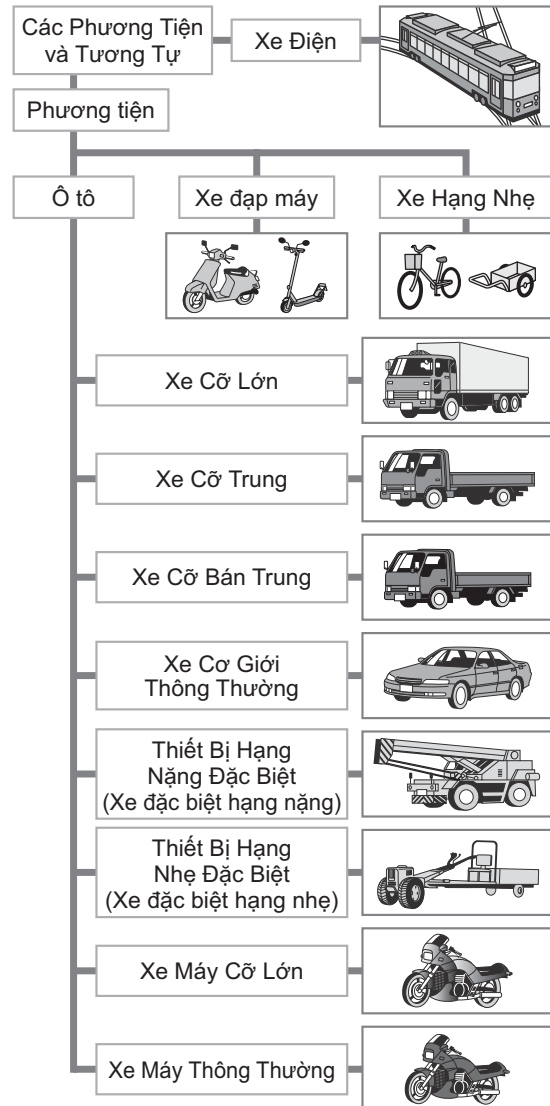 Các Phương Tiện
và Tương Tự
Xe Điện
Phương tiện
Ô tô
Xe đạp máy
Xe Hạng Nhẹ
Xe Cỡ Lớn
Xe Cỡ Trung
Xe Cỡ Bán Trung
Xe Cơ Giới
Thông Thường
Thiết Bị Hạng
Nặng Đặc Biệt
(Xe đặc biệt hạng nặng)
Thiết Bị Hạng
Nhẹ Đặc Biệt
(Xe đặc biệt hạng nhẹ)
Xe Máy Cỡ Lớn
Xe Máy Thông Thường